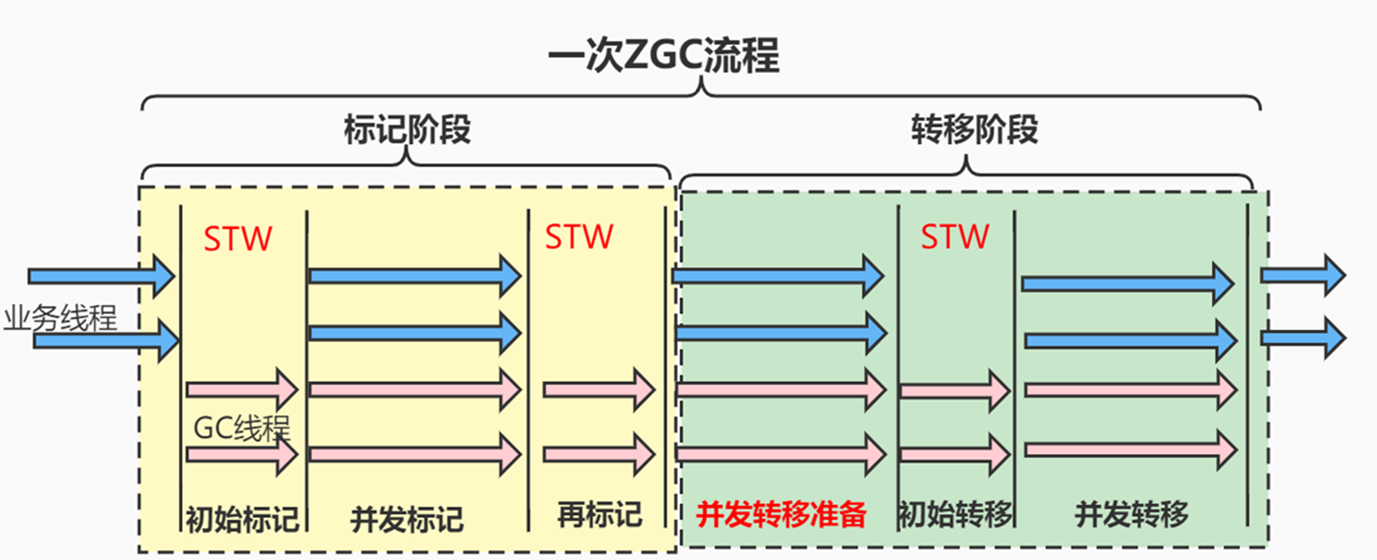 一次ZGC流程
标记阶段
转移阶段
STW
STW
STW
业务线程
GC线程
初始标记
并发标记
再标记
并发转移准备
初始转移
并发转移